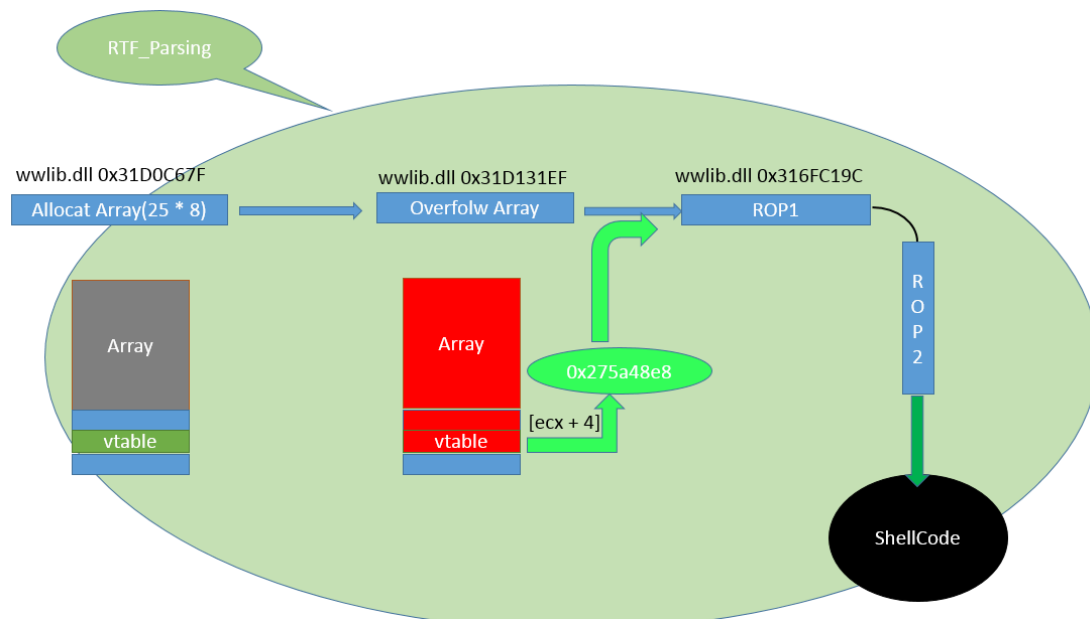 RTF_Parsing
wwlib.dll 0x31D0C67F
Allocat Array(25 * 8)
wwlib.dll 0x31D131EF
Overfolw Array
wwlib.dll 0x316FC19C
ROP1
R
O
P
2
Array
vtable
Array
vtable
[ecx + 4]
0x275a48e8
ShellCode